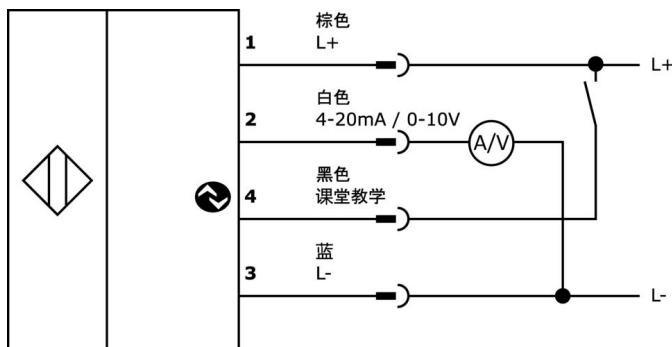 棕色
1 L+
L+
白色
2 4-20mA / 0-10V
A/V
黑色
4 课堂教学
蓝
3 L-
L-